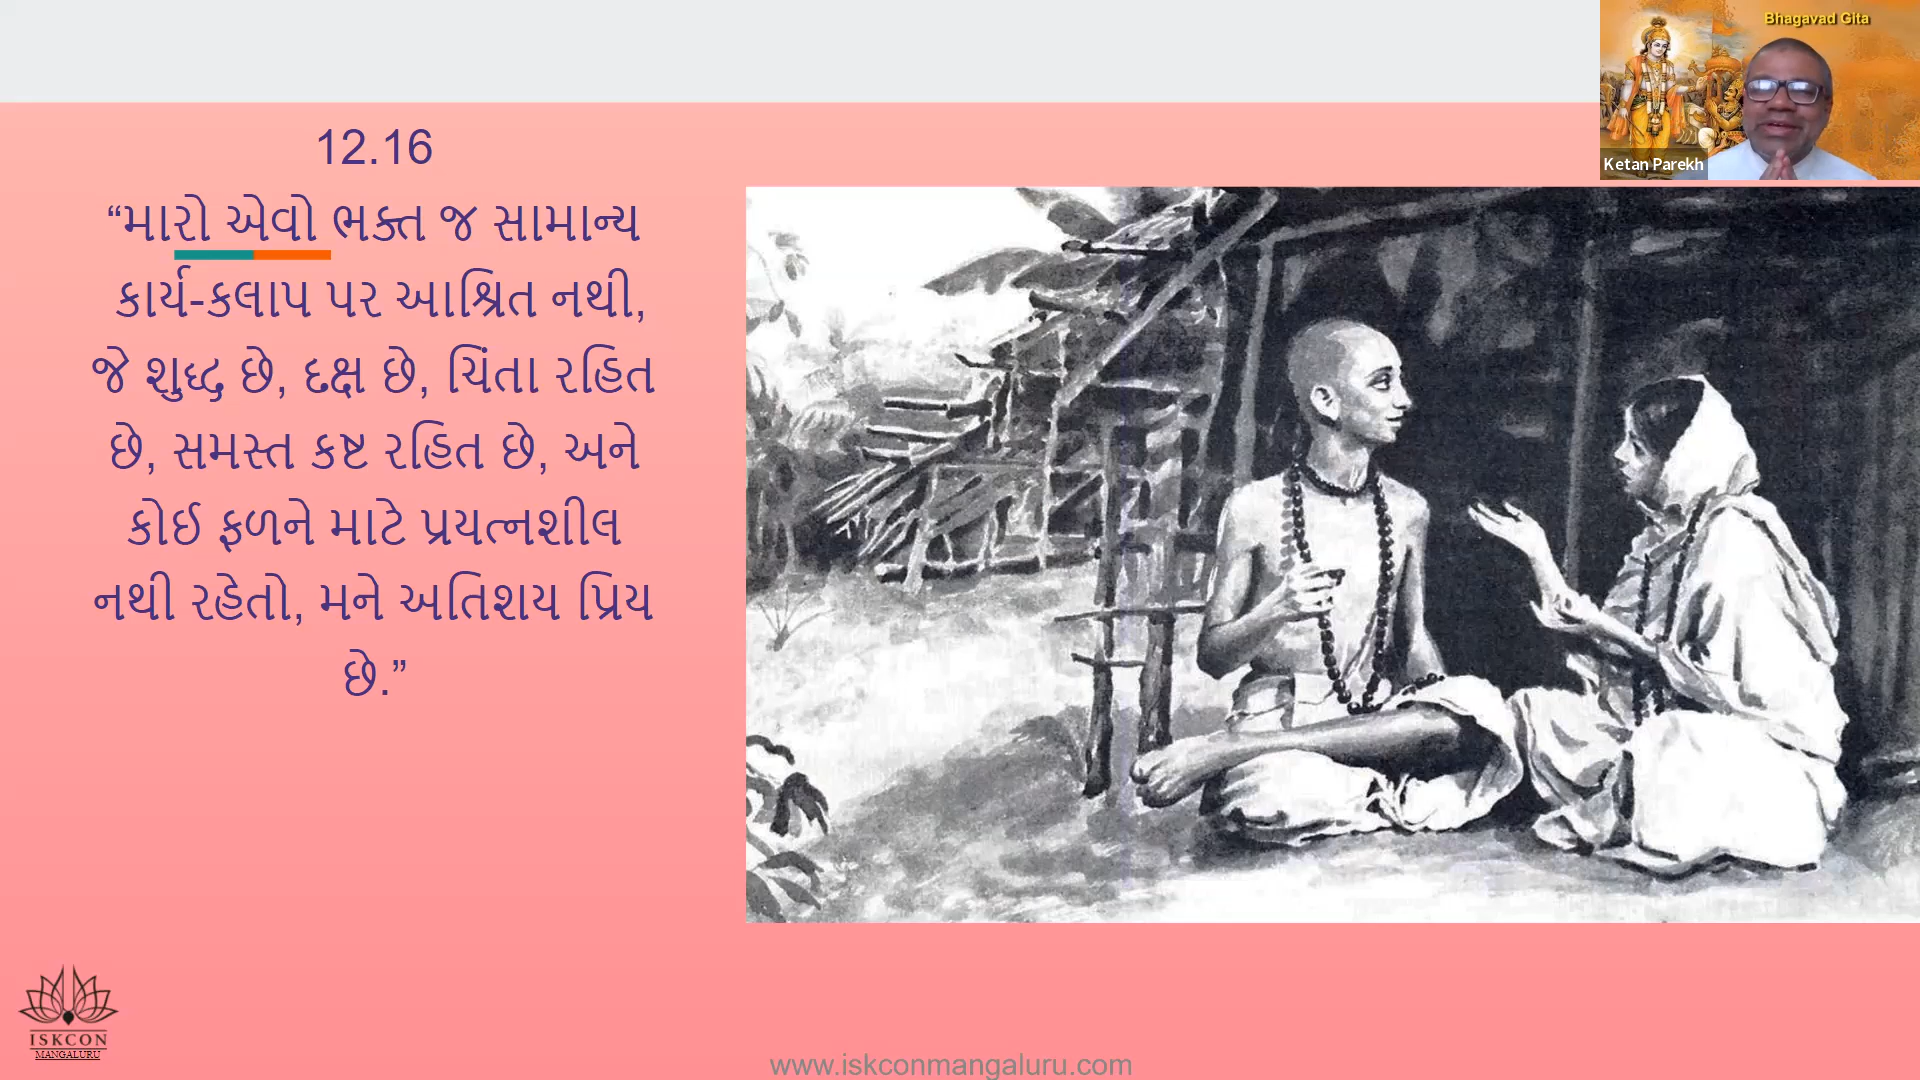 Bhagavad Gita
Ketan Parekh
12.16
“મારો એવો ભક્ત જ સામાન્ય
કાર્ય-કલાપ પર આશ્રિત નથી,
જે શુદ્ધ છે, દક્ષ છે, ચિંતા રહિત
છે, સમસ્ત કષ્ટ રહિત છે, અને
કોઈ ફળને માટે પ્રયત્નશીલ
નથી રહેતો, મને અતિશય પ્રિય
છે.”
ISKCON
MANGALURU
www.iskconmangaluru.com